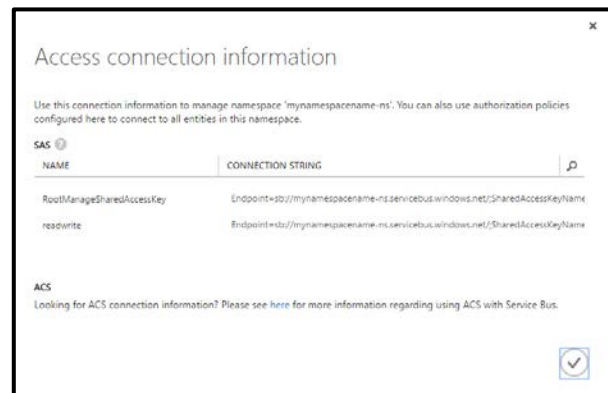 Access connection information
Use this connection information to manage namespace 'mynamespacename-ns'. You can also use authorization policies
configured here to connect to all entities in this namespace.
SAS ?
NAME CONNECTION STRING
RootManageSharedAccessKey Endpoint=sb://mynamespacename-ns.servicebus.windows.net/;SharedAccessKeyName
readwrite Endpoint=sb://mynamespacename-ns.servicebus.windows.net/;SharedAccessKeyName
ACS
Looking for ACS connection information? Please see here for more information regarding using ACS with Service Bus.